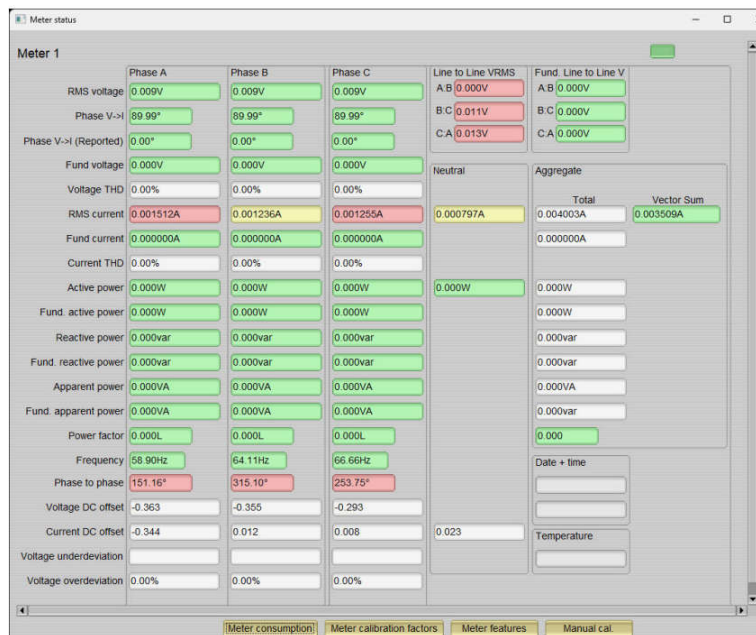 Meter status
Meter 1
Phase A Phase B Phase C Line to Line VRMS Fund. Line to Line V
RMS voltage 0.009V 0.009V 0.009V A:B 0.000V A:B 0.000V
Phase V->I 89.99° 89.99° 89.99° B:C 0.011V B:C 0.000V
Phase V->I (Reported) 0.00° 0.00° 0.00° C:A 0.013V C:A 0.000V
Fund voltage 0.000V 0.000V 0.000V
Neutral Aggregate
Voltage THD 0.00% 0.00% 0.00%
Total Vector Sum
RMS current 0.001512A 0.001236A 0.001255A 0.000797A 0.004003A 0.003509A
Fund current 0.000000A 0.000000A 0.000000A 0.000000A
Current THD 0.00% 0.00% 0.00%
Active power 0.000W 0.000W 0.000W 0.000W 0.000W
Fund. active power 0.000W 0.000W 0.000W 0.000W
Reactive power 0.000var 0.000var 0.000var 0.000var
Fund. reactive power 0.000var 0.000var 0.000var 0.000var
Apparent power 0.000VA 0.000VA 0.000VA 0.000VA
Fund. apparent power 0.000VA 0.000VA 0.000VA 0.000var
Power factor 0.000L 0.000L 0.000L 0.000
Frequency 58.90Hz 64.11Hz 66.66Hz Date + time
Phase to phase 151.16° 315.10° 253.75°
Voltage DC offset -0.363 -0.355 -0.293
Current DC offset -0.344 0.012 0.008 0.023 Temperature
Voltage underdeviation
Voltage overdeviation 0.00% 0.00% 0.00%
Meter consumption Meter calibration factors Meter features Manual cal.